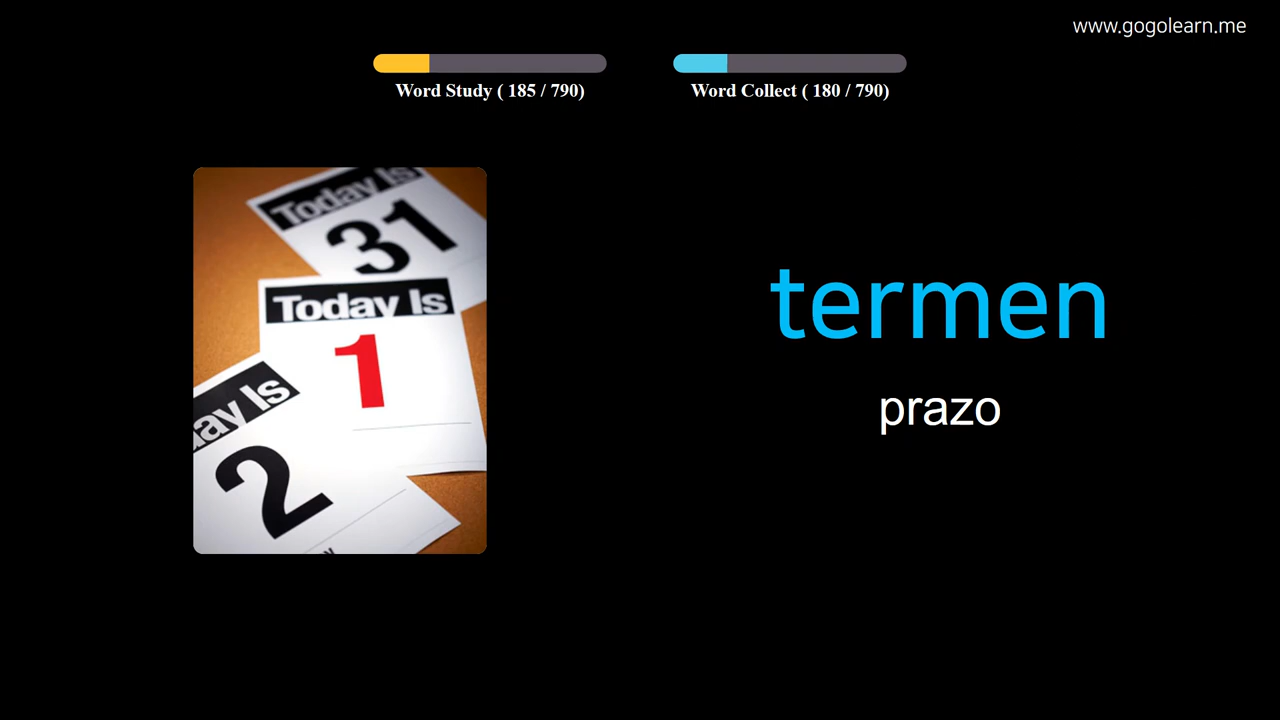 www.gogolearn.me
Word Study ( 185 / 790)
Word Collect ( 180 / 790)
Today Is
31
Today Is
1
ay Is
2
termen
prazo